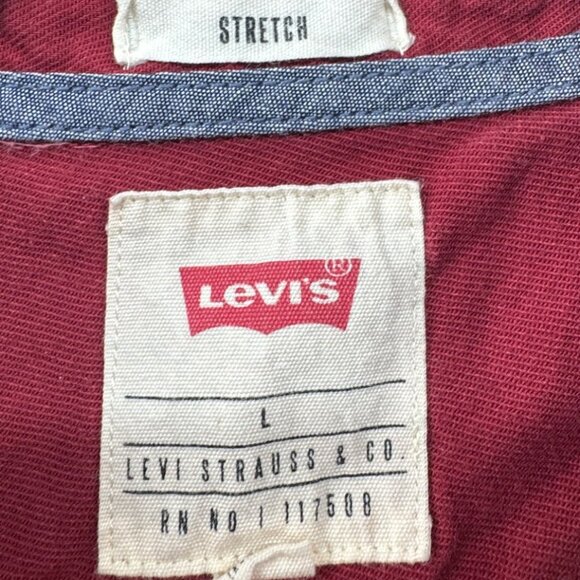 STRETCH
LEVI'S®
L
LEVI STRAUSS & CO.
RN NO / 117508